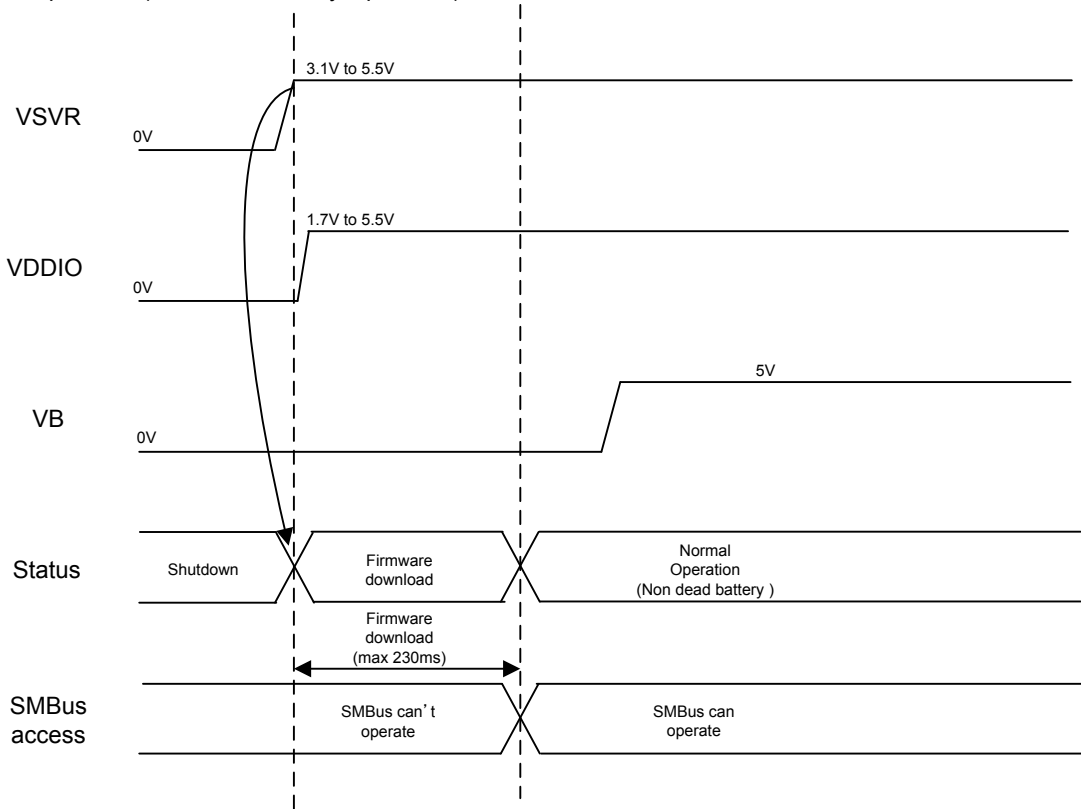 3.1V to 5.5V
VSVR
0V
1.7V to 5.5V
VDDIO
0V
5V
VB
0V
Status
Shutdown
Firmware
download
Normal
Operation
(Non dead battery )
Firmware
download
(max 230ms)
SMBus
access
SMBus can’t
operate
SMBus can
operate